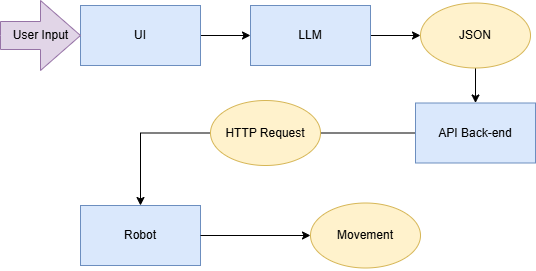 User Input
UI
LLM
JSON
HTTP Request
API Back-end
Robot
Movement